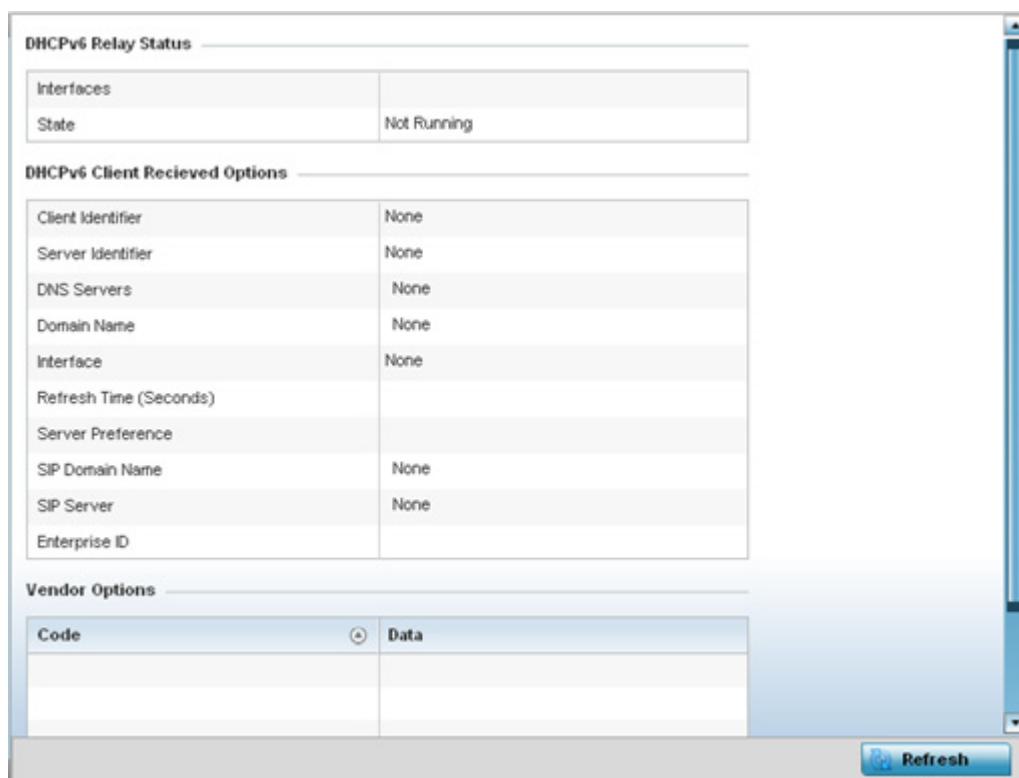 DHCPv6 Relay Status
Interfaces
State Not Running
DHCPv6 Client Recieved Options
Client Identifier None
Server Identifier None
DNS Servers None
Domain Name None
Interface None
Refresh Time (Seconds)
Server Preference
SIP Domain Name None
SIP Server None
Enterprise ID
Vendor Options
Code Data
Refresh